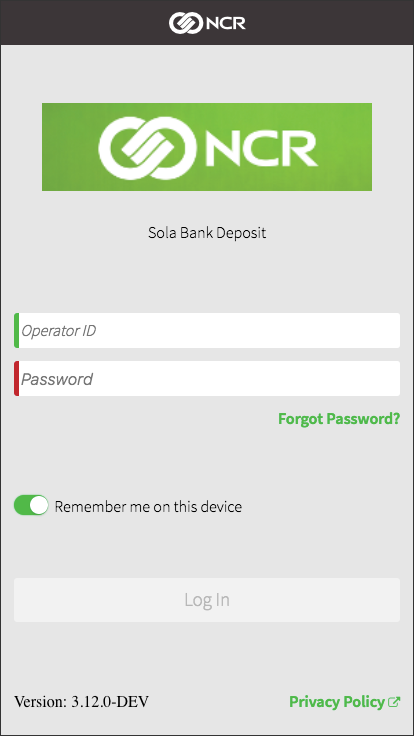 NCR
NCR
Sola Bank Deposit
Operator ID
Password
Forgot Password?
Remember me on this device
Log In
Version: 3.12.0-DEV
Privacy Policy